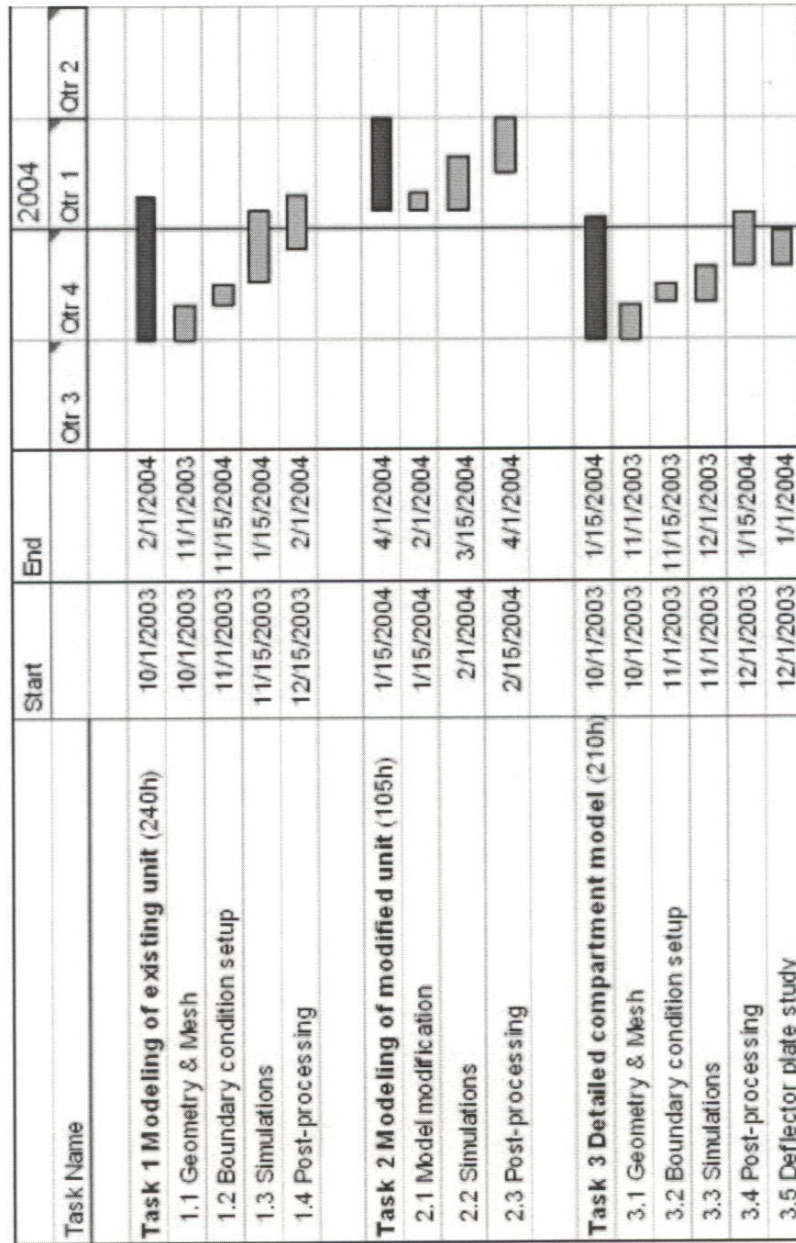 2004
Task Name Start End Qtr 3 Qtr 4 Qtr 1 Qtr 2
Task 1 Modeling of existing unit (240h) 10/1/2003 2/1/2004
1.1 Geometry & Mesh 10/1/2003 11/1/2003
1.2 Boundary condition setup 11/1/2003 11/15/2004
1.3 Simulations 11/15/2003 1/15/2004
1.4 Post-processing 12/15/2003 2/1/2004
Task 2 Modeling of modified unit (105h) 1/15/2004 4/1/2004
2.1 Model modification 1/15/2004 2/1/2004
2.2 Simulations 2/1/2004 3/15/2004
2.3 Post-processing 2/15/2004 4/1/2004
Task 3 Detailed compartment model (210h) 10/1/2003 1/15/2004
3.1 Geometry & Mesh 10/1/2003 11/1/2003
3.2 Boundary condition setup 11/1/2003 11/15/2003
3.3 Simulations 11/1/2003 12/1/2003
3.4 Post-processing 12/1/2003 1/15/2004
3.5 Deflector plate study 12/1/2003 1/1/2004